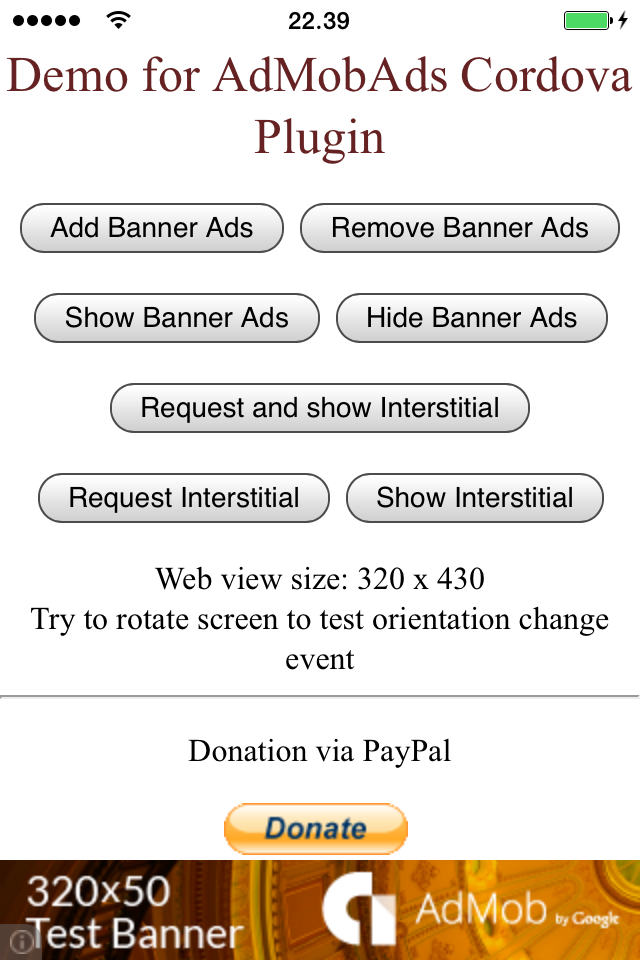 22.39
Demo for AdMobAds Cordova
Plugin
Add Banner Ads Remove Banner Ads
Show Banner Ads Hide Banner Ads
Request and show Interstitial
Request Interstitial Show Interstitial
Web view size: 320 x 430
Try to rotate screen to test orientation change
event
Donation via PayPal
Donate
320×50
Test Banner
AdMob by Google